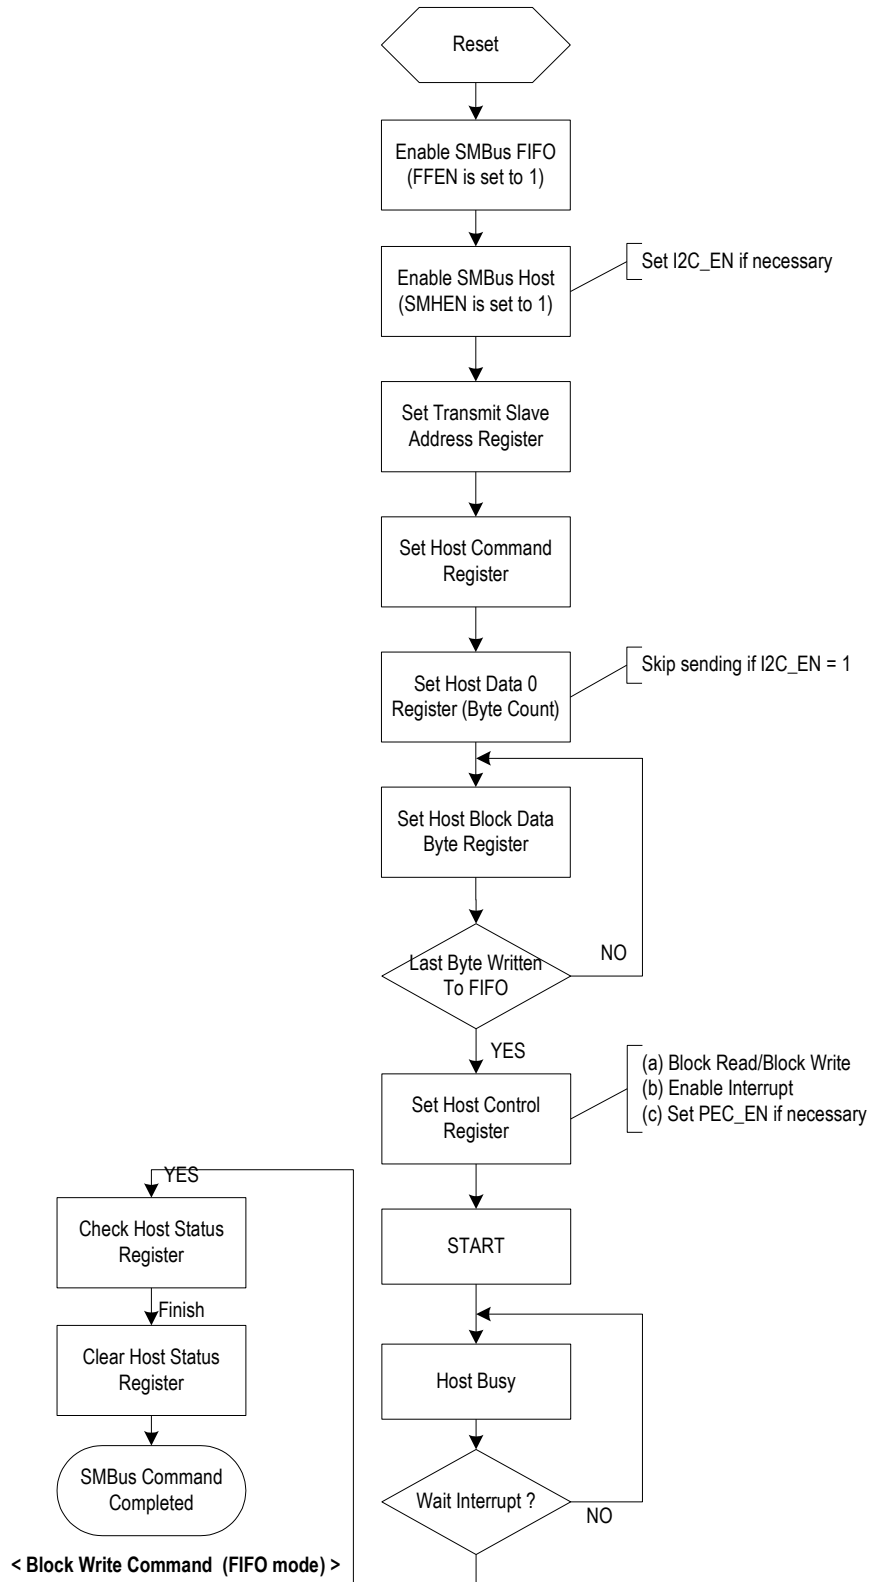 Reset
Enable SMBus FIFO
(FFEN is set to 1)
Enable SMBus Host
(SMHEN is set to 1)
Set I2C_EN if necessary
Set Transmit Slave
Address Register
Set Host Command
Register
Set Host Data 0
Register (Byte Count)
Skip sending if I2C_EN = 1
Set Host Block Data
Byte Register
Last Byte Written
To FIFO
NO
YES
Set Host Control
Register
(a) Block Read/Block Write
(b) Enable Interrupt
(c) Set PEC_EN if necessary
START
Host Busy
Wait Interrupt ?
NO
YES
Check Host Status
Register
Finish
Clear Host Status
Register
SMBus Command
Completed
< Block Write Command (FIFO mode) >